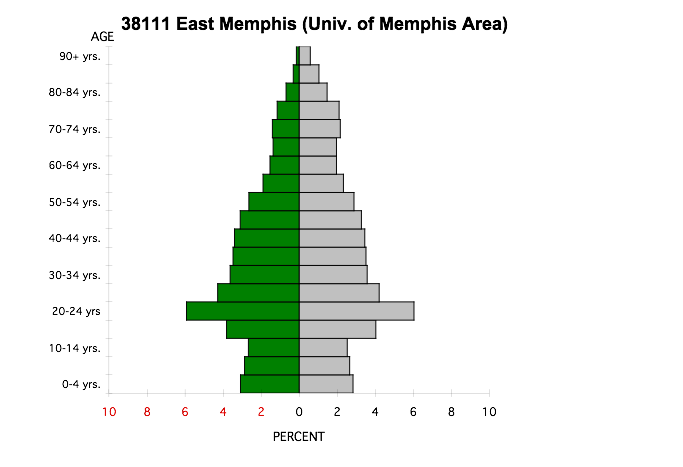 38111 East Memphis (Univ. of Memphis Area)
AGE
90+ yrs.
80-84 yrs.
70-74 yrs.
60-64 yrs.
50-54 yrs.
40-44 yrs.
30-34 yrs.
20-24 yrs
10-14 yrs.
0-4 yrs.
10 8 6 4 2 0 2 4 6 8 10
PERCENT